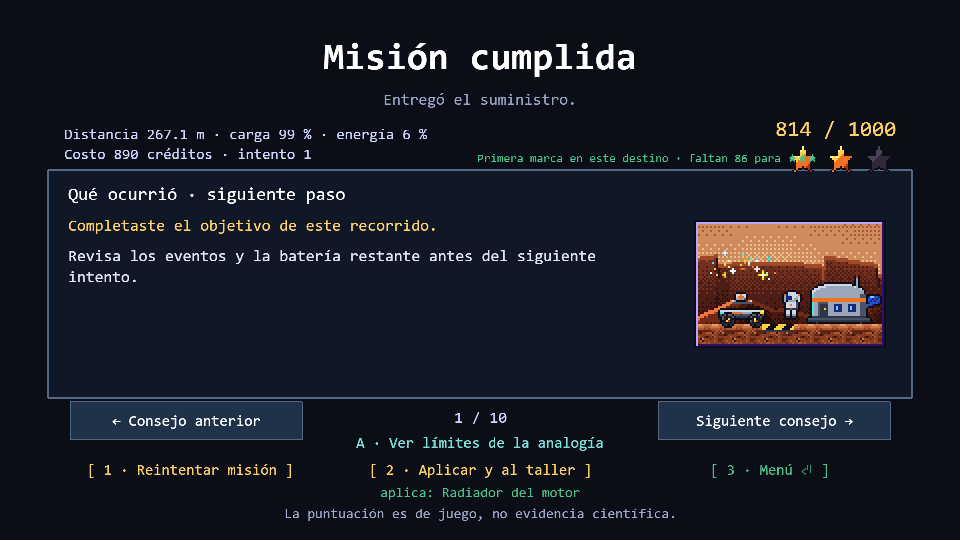 Misión cumplida
Entregó el suministro.
Distancia 267.1 m · carga 99 % · energía 6 %
814 / 1000
Costo 890 créditos · intento 1
Primera marca en este destino · faltan 86 para ★★★
Qué ocurrió · siguiente paso
Completaste el objetivo de este recorrido.
Revisa los eventos y la batería restante antes del siguiente
intento.
← Consejo anterior
1 / 10
Siguiente consejo →
A · Ver límites de la analogía
[ 1 · Reintentar misión ]
[ 2 · Aplicar y al taller ]
[ 3 · Menú ⏎ ]
aplica: Radiador del motor
La puntuación es de juego, no evidencia científica.